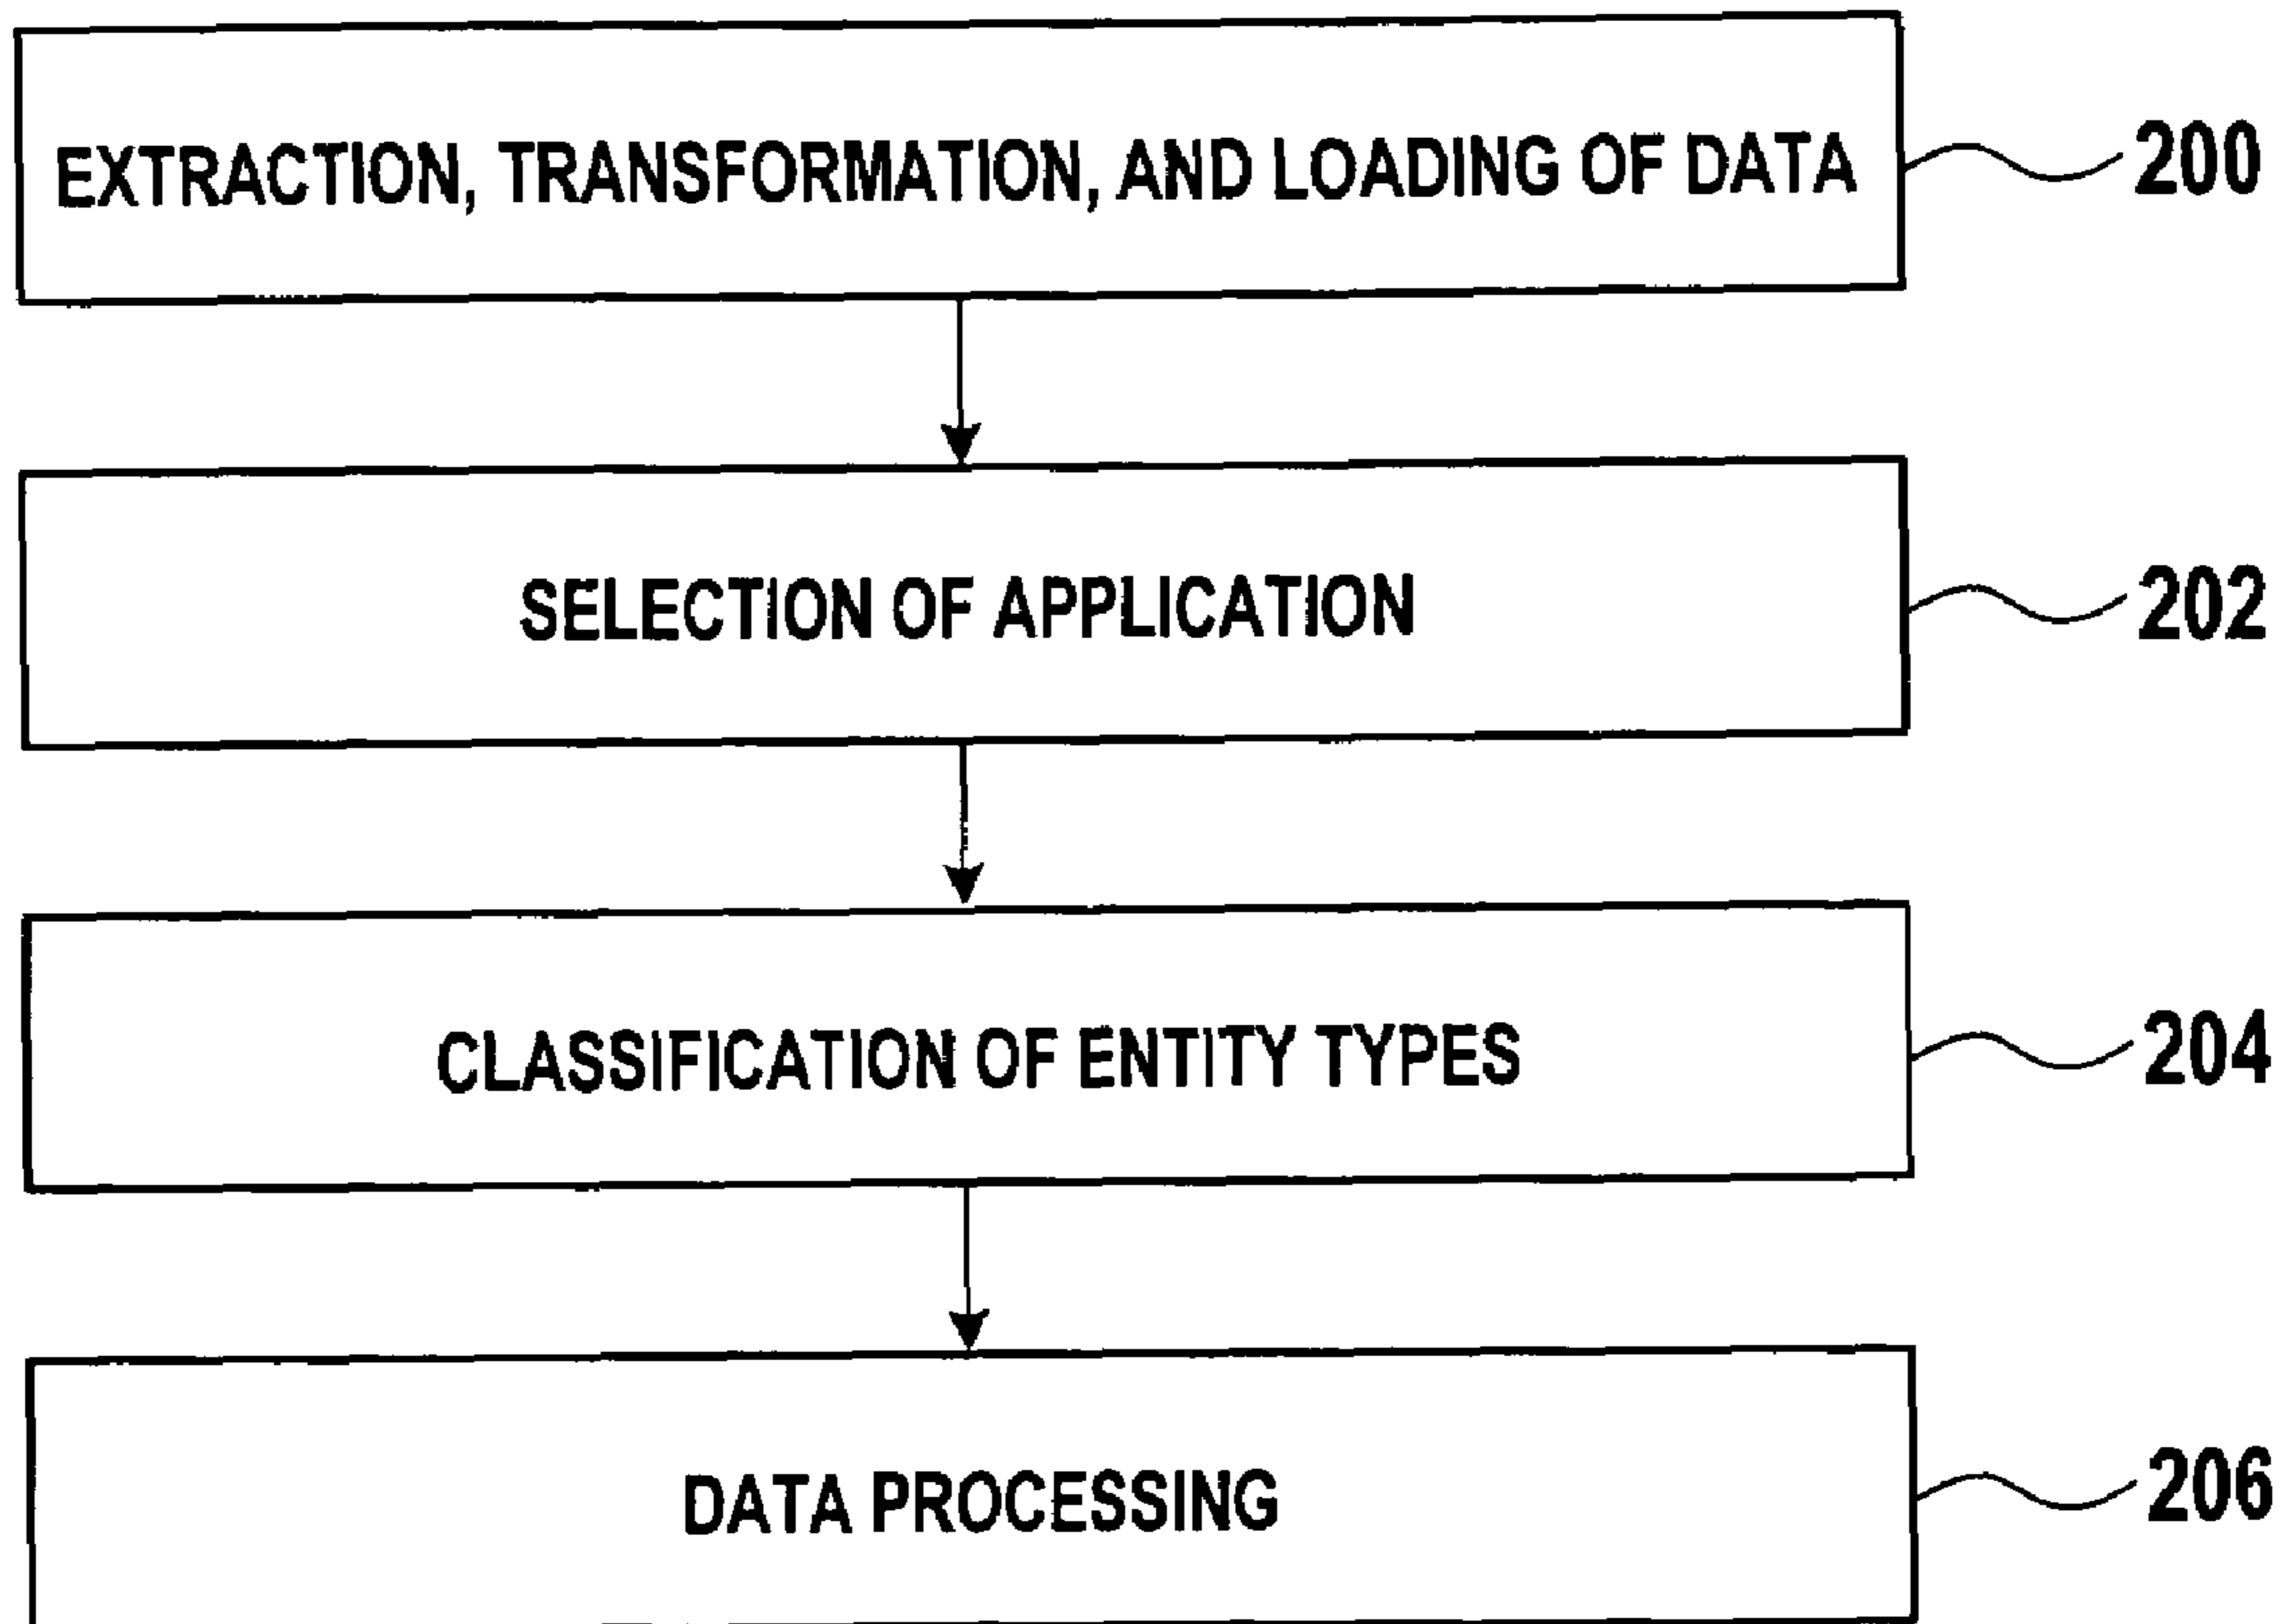 EXTRACTION, TRANSFORMATION, AND LOADING OF DATA
200
SELECTION OF APPLICATION
202
CLASSIFICATION OF ENTITY TYPES
204
DATA PROCESSING
206